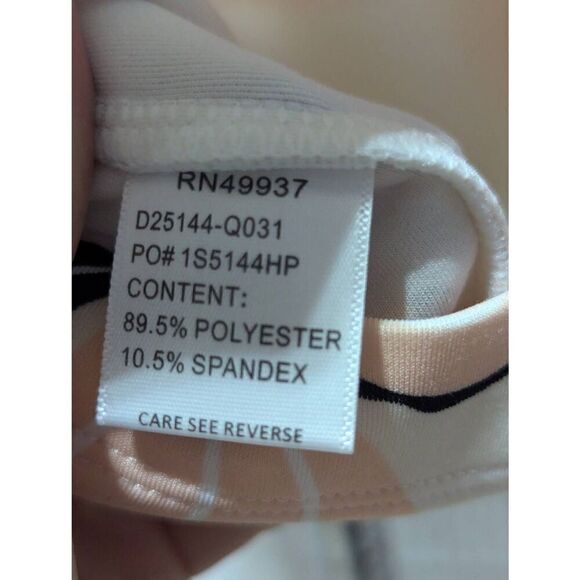 RN49937
D25144-Q031
PO# 1S5144HP
CONTENT:
89.5% POLYESTER
10.5% SPANDEX
CARE SEE REVERSE